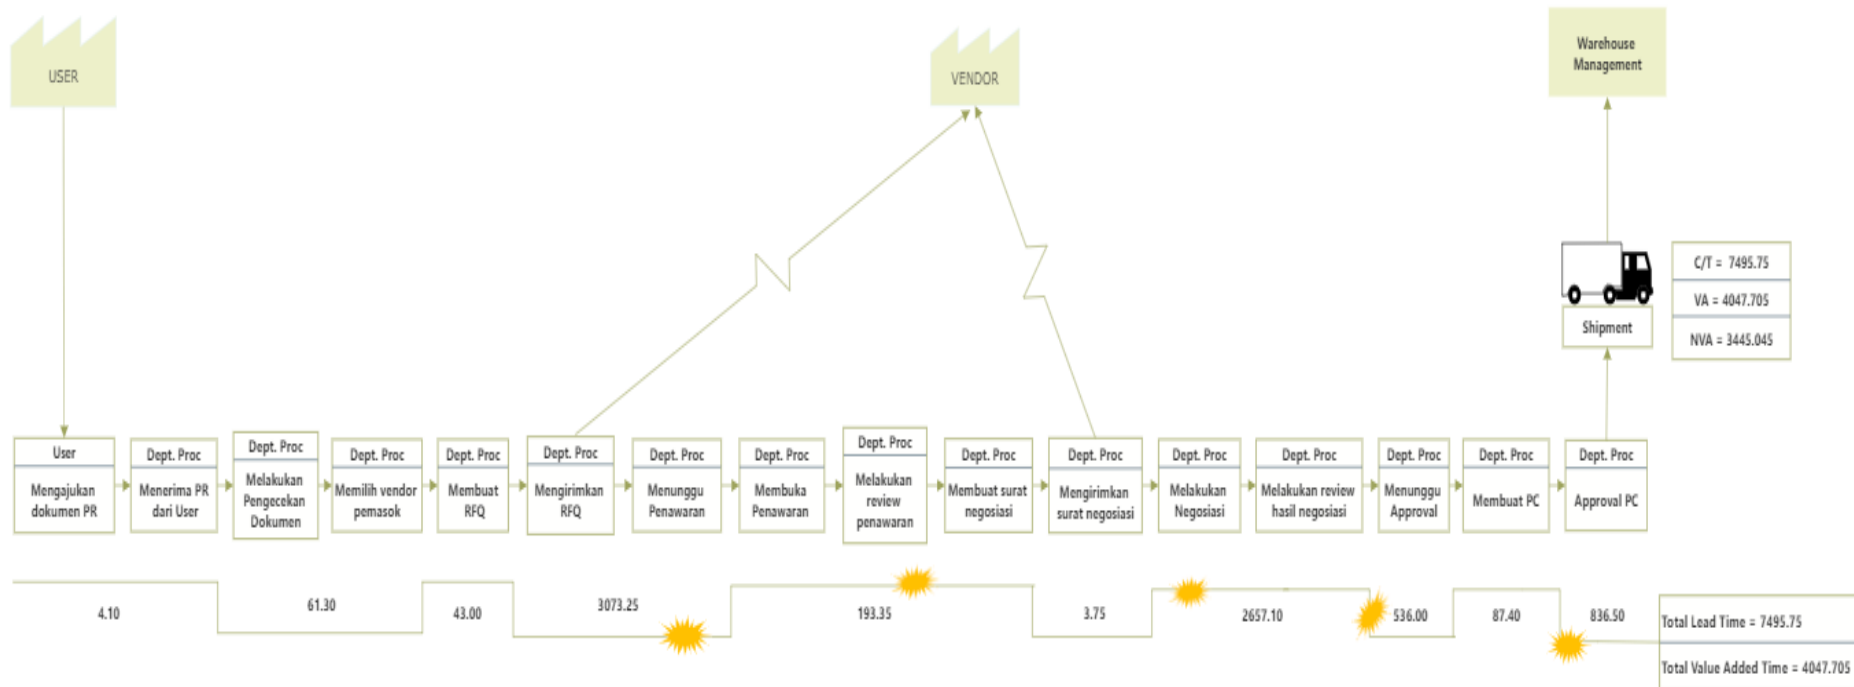 USER
VENDOR
Warehouse
Management
C/T = 7495.75
VA = 4047.705
NVA = 3445.045
Shipment
User
Mengajukan
dokumen PR
Dept. Proc
Menerima PR
dari User
Dept. Proc
Melakukan
Pengecekan
Dokumen
Dept. Proc
Memilih vendor
pemasok
Dept. Proc
Membuat
RFQ
Dept. Proc
Mengirimkan
RFQ
Dept. Proc
Menunggu
Penawaran
Dept. Proc
Membuka
Penawaran
Dept. Proc
Melakukan
review
penawaran
Dept. Proc
Membuat surat
negosiasi
Dept. Proc
Mengirimkan
surat negosiasi
Dept. Proc
Melakukan
Negosiasi
Dept. Proc
Melakukan review
hasil negosiasi
Dept. Proc
Menunggu
Approval
Dept. Proc
Membuat PC
Dept. Proc
Approval PC
4.10
61.30
43.00
3073.25
193.35
3.75
2657.10
536.00
87.40
836.50
Total Lead Time = 7495.75
Total Value Added Time = 4047.705